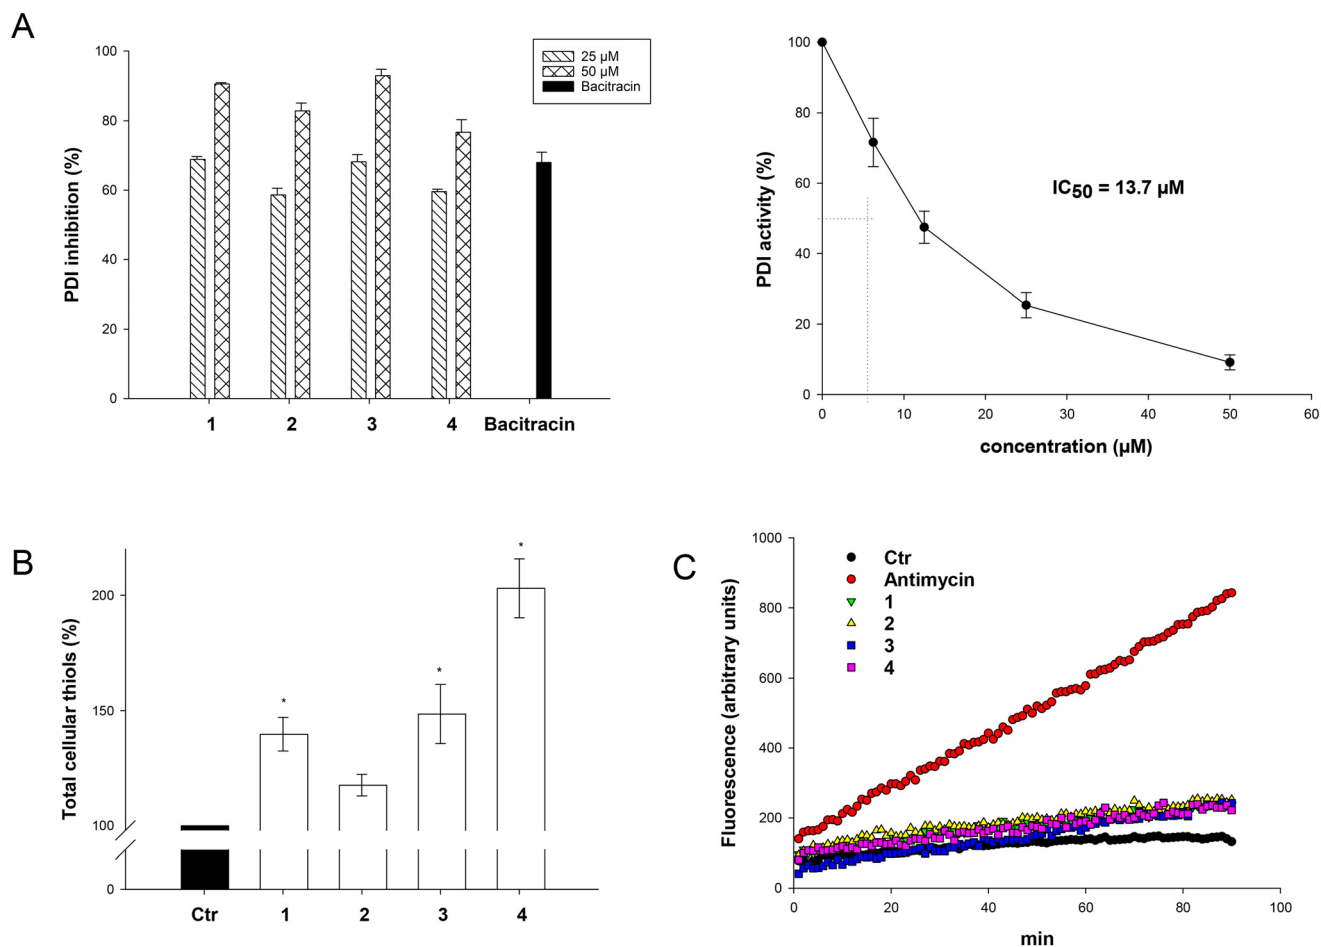 A
100
80
60
40
20
0
PDI inhibition (%)
25 µM
50 µM
Bacitracin
1 2 3 4 Bacitracin
100
80
60
40
20
0
PDI activity (%)
IC50 = 13.7 µM
0 10 20 30 40 50 60
concentration (µM)
B
200
150
100
0
Total cellular thiols (%)
* * *
Ctr 1 2 3 4
C
1000
800
600
400
200
0
Fluorescence (arbitrary units)
Ctr
Antimycin
1
2
3
4
0 20 40 60 80 100
min